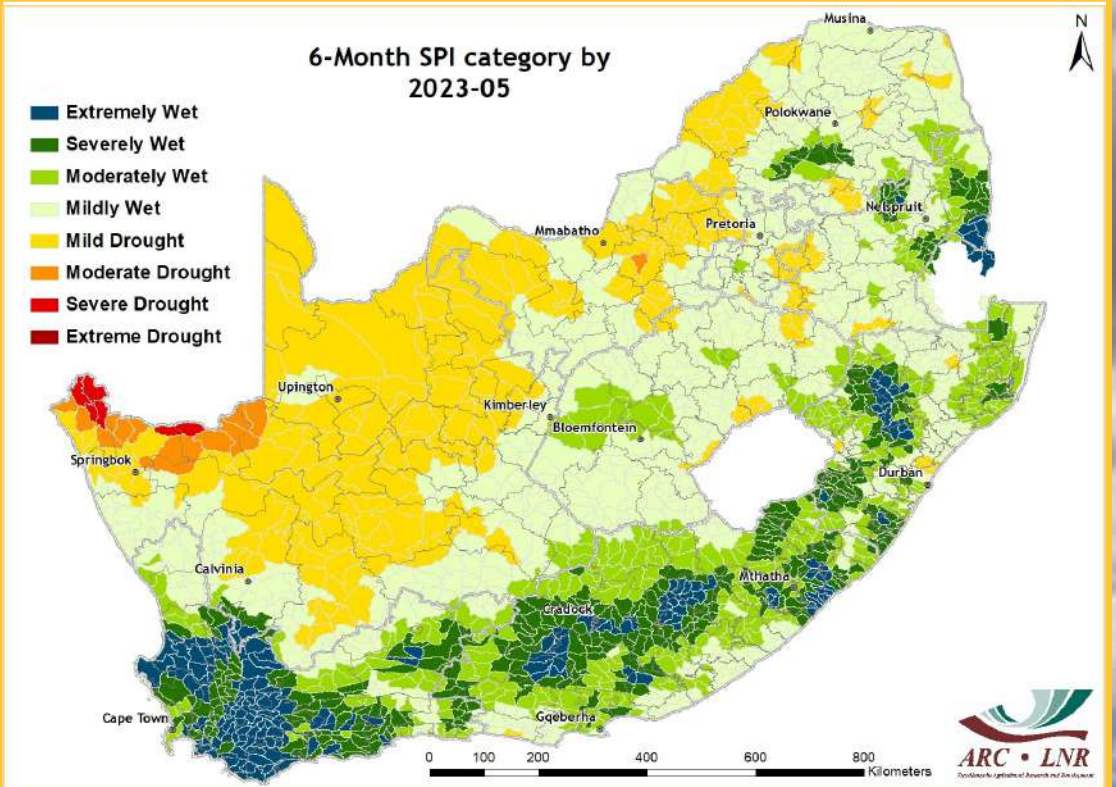 6-Month SPI category by
2023-05
N
Extremely Wet
Severely Wet
Moderately Wet
Mildly Wet
Mild Drought
Moderate Drought
Severe Drought
Extreme Drought
Musina
Polokwane
Nelspruit
Pretoria
Mmabatho
Upington
Kimberley
Bloemfontein
Springbok
Durban
Calvinia
Mthatha
Cradock
Cape Town
Gqeberha
0 200 400 600 800
Kilometers
ARC • LNR